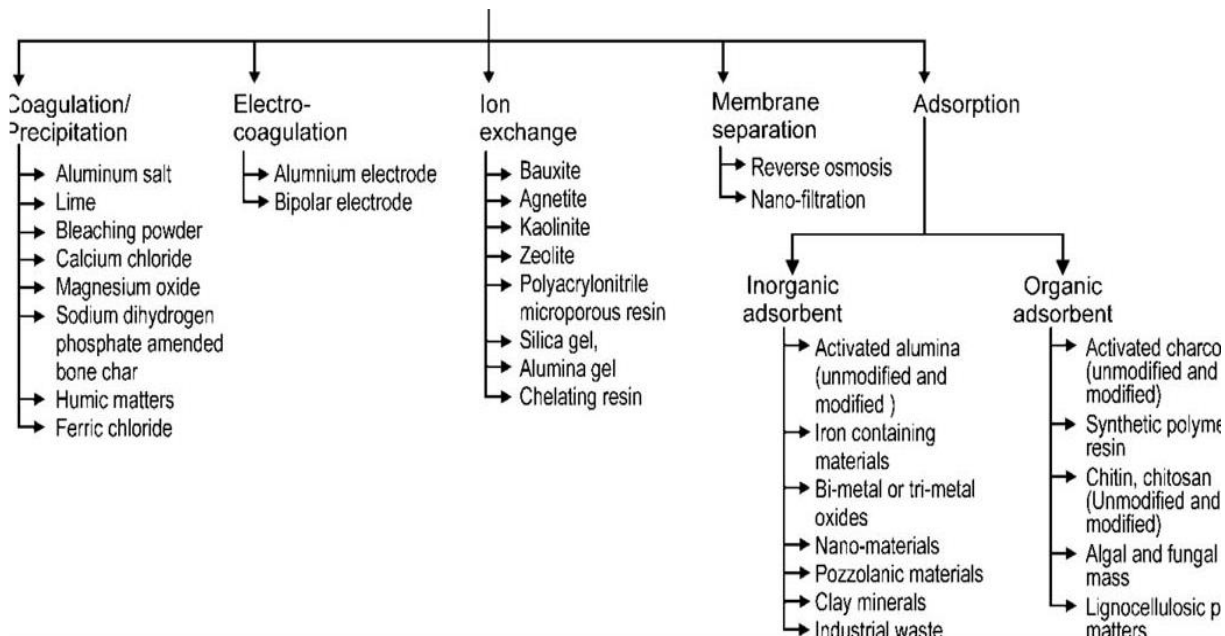 Coagulation/
Precipitation
Aluminum salt
Lime
Bleaching powder
Calcium chloride
Magnesium oxide
Sodium dihydrogen
phosphate amended
bone char
Humic matters
Ferric chloride
Electro-
coagulation
Alumnium electrode
Bipolar electrode
Ion
exchange
Bauxite
Agnetite
Kaolinite
Zeolite
Polyacrylonitrile
microporous resin
Silica gel,
Alumina gel
Chelating resin
Membrane
separation
Reverse osmosis
Nano-filtration
Adsorption
Inorganic
adsorbent
Activated alumina
(unmodified and
modified )
Iron containing
materials
Bi-metal or tri-metal
oxides
Nano-materials
Pozzolanic materials
Clay minerals
Industrial waste
Organic
adsorbent
Activated
(unmodified and
modified)
Synthetic
resin
Chitin, chitosan
(Unmodified and
modified)
Algal and fungal
mass
Lignocellulosic
matters